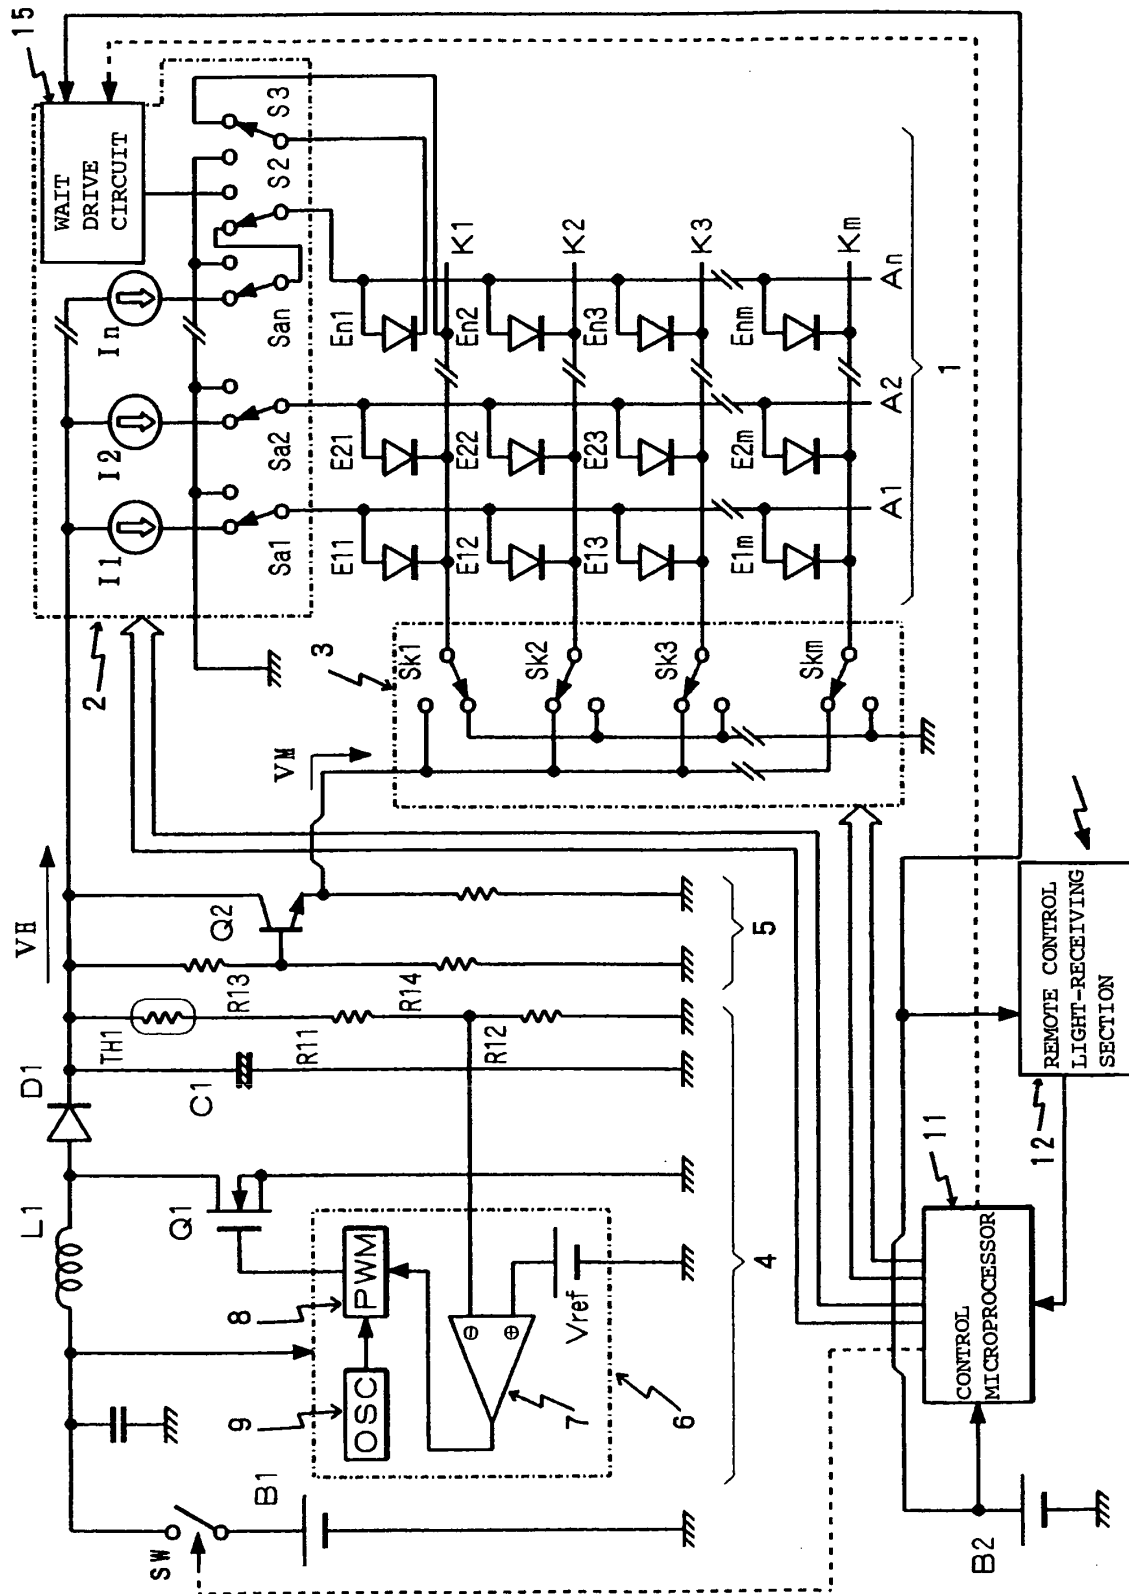 SW
B1
L1
D1
VH
Q1
C1
TH1
R11
R12
R13
R14
Q2
VM
OSC
PWM
Vref
⊖
⊕
9
8
7
6
4
5
2
3
I1
I2
In
WAIT
DRIVE
CIRCUIT
15
Sa1
Sa2
San
S2
S3
Sk1
Sk2
Sk3
Skm
E11
E21
En1
K1
E12
E22
En2
K2
E13
E23
En3
K3
E1m
E2m
Enm
Km
A1
A2
An
1
B2
CONTROL
MICROPROCESSOR
11
12
REMOTE CONTROL
LIGHT-RECEIVING
SECTION